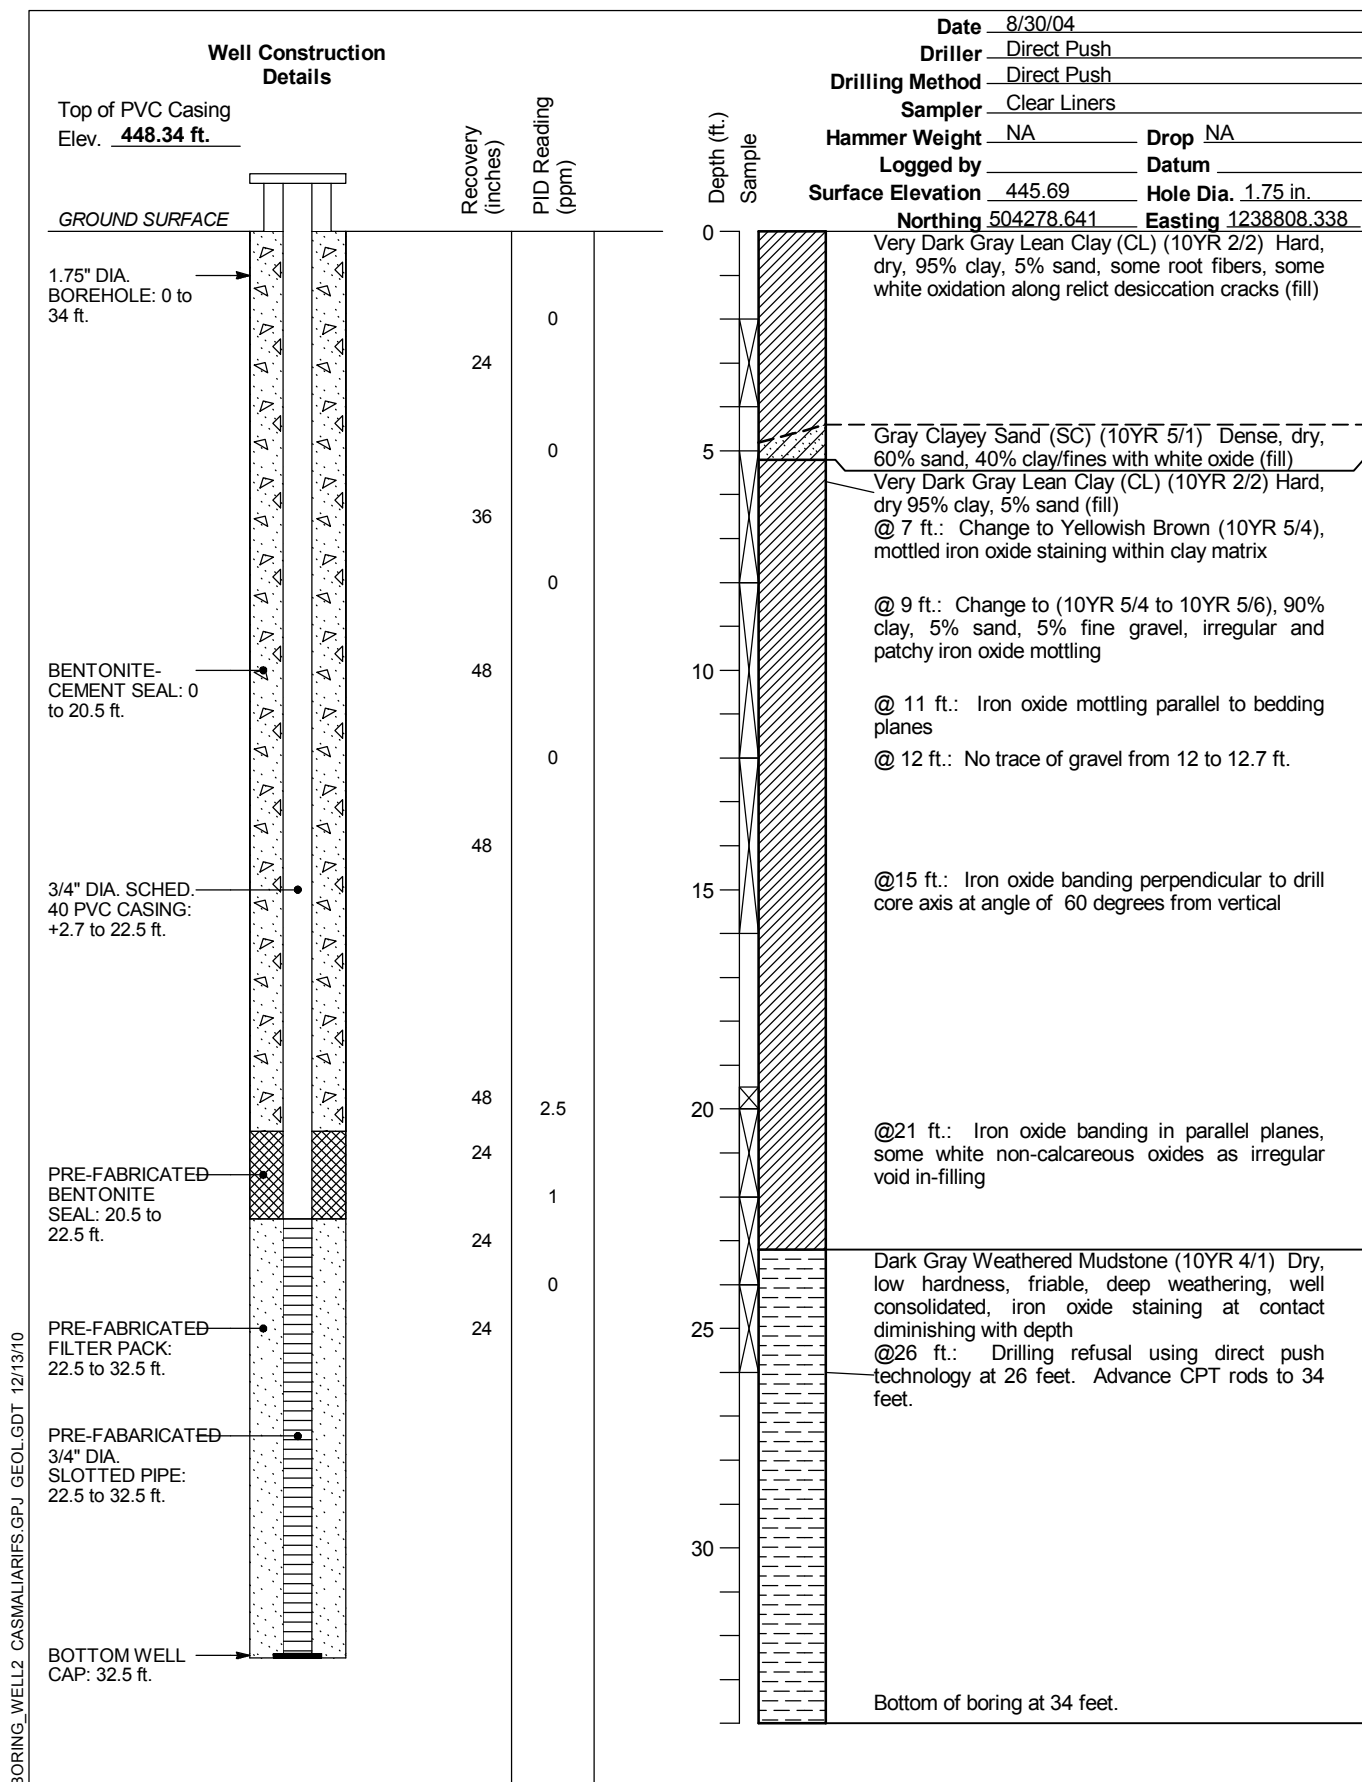 Date 8/30/04
Driller Direct Push
Drilling Method Direct Push
Sampler Clear Liners
Hammer Weight NA Drop NA
Logged by Datum
Surface Elevation 445.69 Hole Dia. 1.75 in.
Northing 504278.641 Easting 1238808.338
Well Construction
Details
Top of PVC Casing
Elev. 448.34 ft.
GROUND SURFACE
Recovery
(inches)
PID Reading
(ppm)
Depth (ft.)
Sample
1.75" DIA.
BOREHOLE: 0 to
34 ft.
BENTONITE-
CEMENT SEAL: 0
to 20.5 ft.
3/4" DIA. SCHED.
40 PVC CASING:
+2.7 to 22.5 ft.
PRE-FABRICATED
BENTONITE
SEAL: 20.5 to
22.5 ft.
PRE-FABRICATED
FILTER PACK:
22.5 to 32.5 ft.
PRE-FABARICATED
3/4" DIA.
SLOTTED PIPE:
22.5 to 32.5 ft.
BOTTOM WELL
CAP: 32.5 ft.
24
36
48
48
48
24
24
24
0
0
0
0
2.5
1
0
0
5
10
15
20
25
30
Very Dark Gray Lean Clay (CL) (10YR 2/2) Hard,
dry, 95% clay, 5% sand, some root fibers, some
white oxidation along relict desiccation cracks (fill)
Gray Clayey Sand (SC) (10YR 5/1) Dense, dry,
60% sand, 40% clay/fines with white oxide (fill)
Very Dark Gray Lean Clay (CL) (10YR 2/2) Hard,
dry 95% clay, 5% sand (fill)
@ 7 ft.: Change to Yellowish Brown (10YR 5/4),
mottled iron oxide staining within clay matrix
@ 9 ft.: Change to (10YR 5/4 to 10YR 5/6), 90%
clay, 5% sand, 5% fine gravel, irregular and
patchy iron oxide mottling
@ 11 ft.: Iron oxide mottling parallel to bedding
planes
@ 12 ft.: No trace of gravel from 12 to 12.7 ft.
@15 ft.: Iron oxide banding perpendicular to drill
core axis at angle of 60 degrees from vertical
@21 ft.: Iron oxide banding in parallel planes,
some white non-calcareous oxides as irregular
void in-filling
Dark Gray Weathered Mudstone (10YR 4/1) Dry,
low hardness, friable, deep weathering, well
consolidated, iron oxide staining at contact
diminishing with depth
@26 ft.: Drilling refusal using direct push
technology at 26 feet. Advance CPT rods to 34
feet.
Bottom of boring at 34 feet.
BORING_WELL2 CASMALIARIFS.GPJ GEOL.GDT 12/13/10